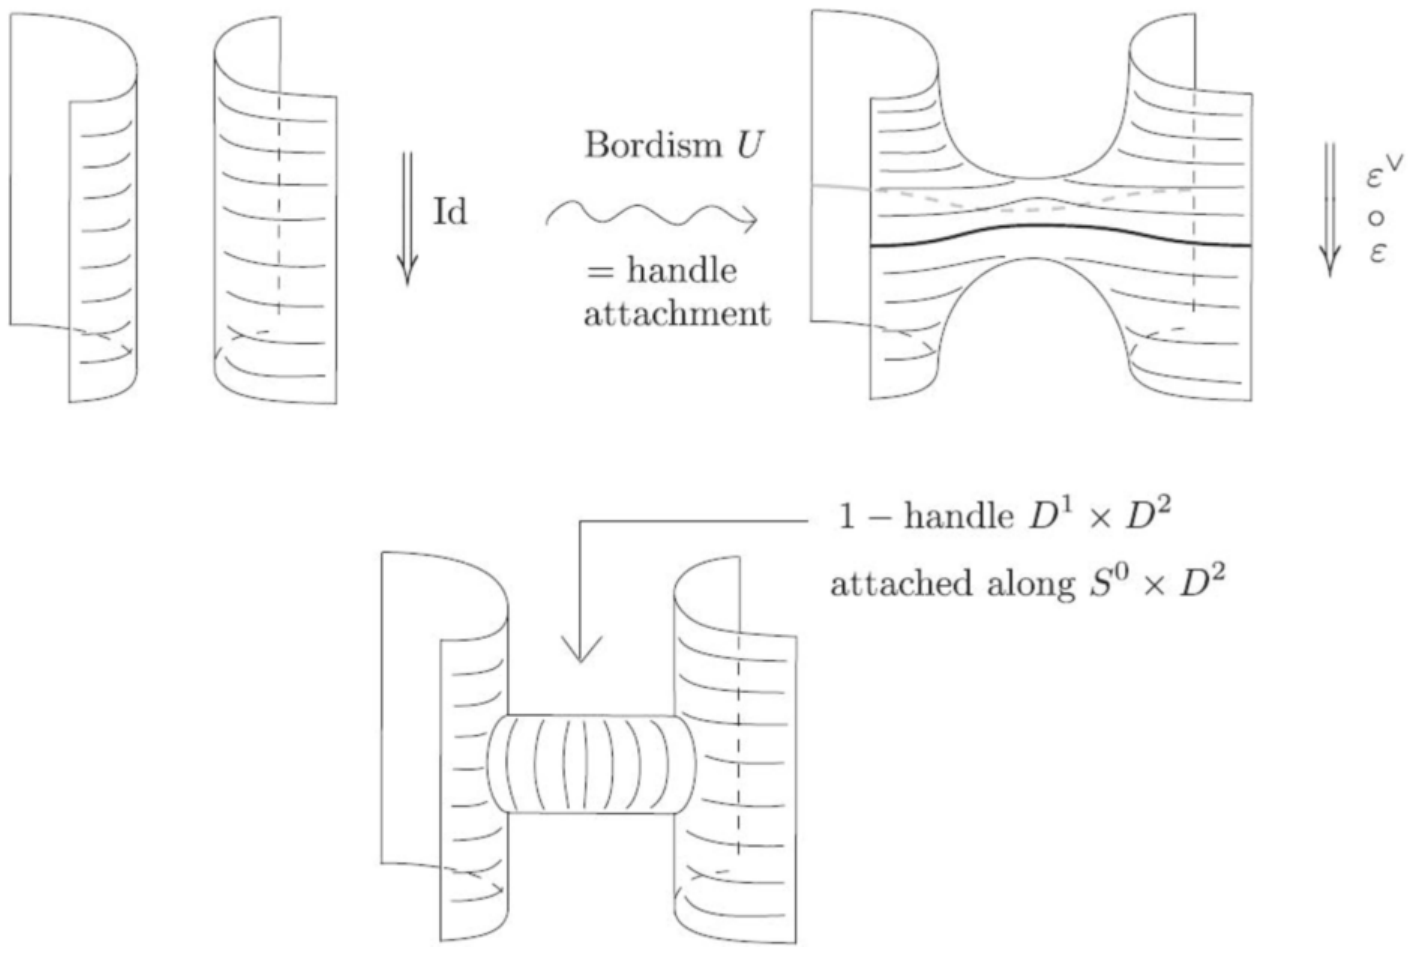 Bordism U
Id
= handle
attachment
ε∨
∘
ε
1 − handle D¹ × D²
attached along S⁰ × D²